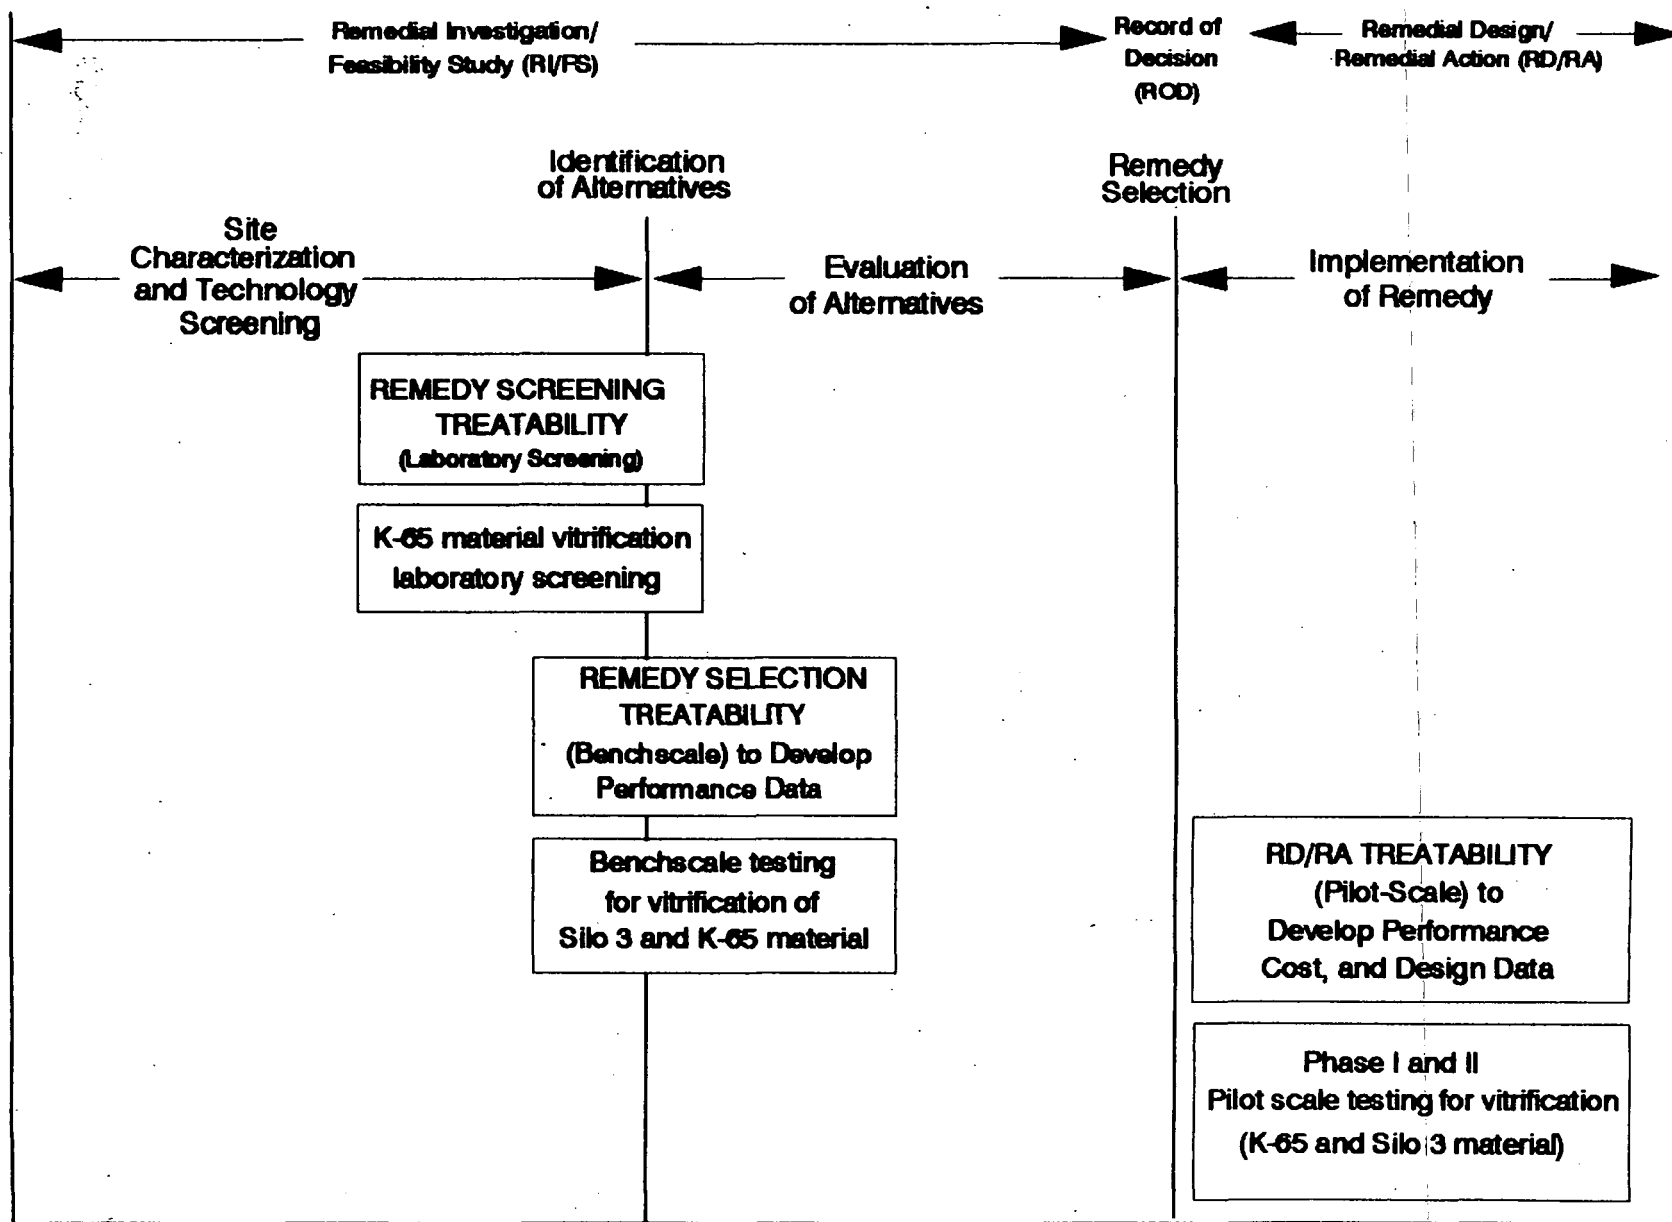 Remedial Investigation/
Feasibility Study (RI/FS)
Record of
Decision
(ROD)
Remedial Design/
Remedial Action (RD/RA)
Identification
of Alternatives
Remedy
Selection
Site
Characterization
and Technology
Screening
Evaluation
of Alternatives
Implementation
of Remedy
REMEDY SCREENING
TREATABILITY
(Laboratory Screening)
K-65 material vitrification
laboratory screening
REMEDY SELECTION
TREATABILITY
(Benchscale) to Develop
Performance Data
Benchscale testing
for vitrification of
Silo 3 and K-65 material
RD/RA TREATABILITY
(Pilot-Scale) to
Develop Performance
Cost, and Design Data
Phase I and II
Pilot scale testing for vitrification
(K-65 and Silo 3 material)